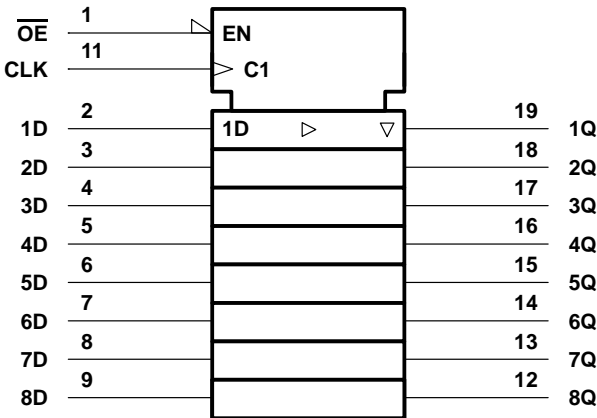 OE 1 EN
CLK 11 C1
1D 2 1D 19 1Q
2D 3 18 2Q
3D 4 17 3Q
4D 5 16 4Q
5D 6 15 5Q
6D 7 14 6Q
7D 8 13 7Q
8D 9 12 8Q